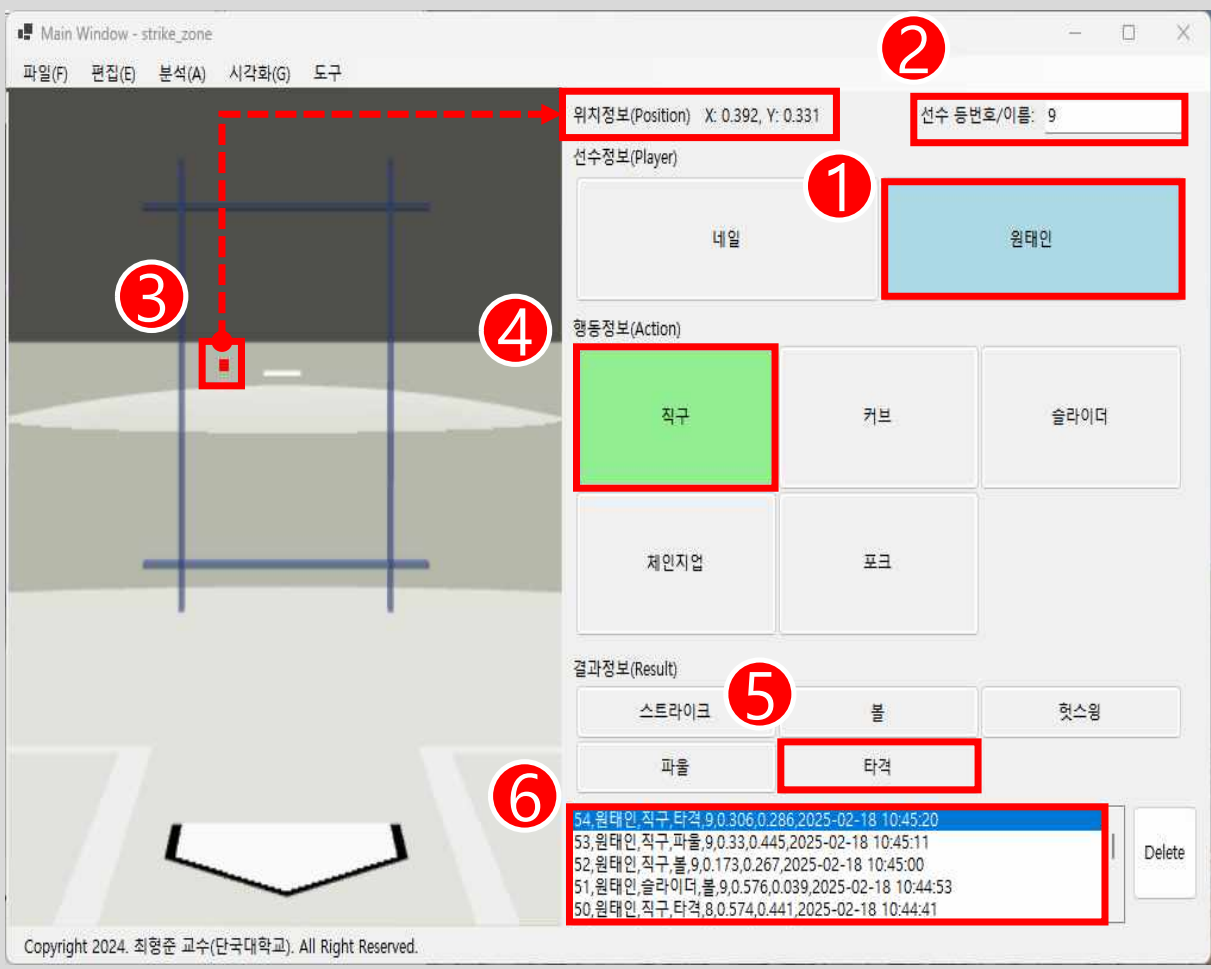 Main Window - strike_zone
2
파일(F) 편집(E) 분석(A) 시각화(G) 도구
위치정보(Position) X: 0.392, Y: 0.331
선수 등번호/이름: 9
선수정보(Player)
1
네일
원태인
3
4
행동정보(Action)
직구
커브
슬라이더
체인지업
포크
결과정보(Result)
5
스트라이크
볼
헛스윙
파울
타격
6
54,원태인,직구,타격,9,0.306,0.286,2025-02-18 10:45:20
53,원태인,직구,파울,9,0.33,0.445,2025-02-18 10:45:11
52,원태인,직구,볼,9,0.173,0.267,2025-02-18 10:45:00
51,원태인,슬라이더,볼,9,0.576,0.039,2025-02-18 10:44:53
50,원태인,직구,타격,8,0.574,0.441,2025-02-18 10:44:41
Delete
Copyright 2024. 최형준 교수(단국대학교). All Right Reserved.